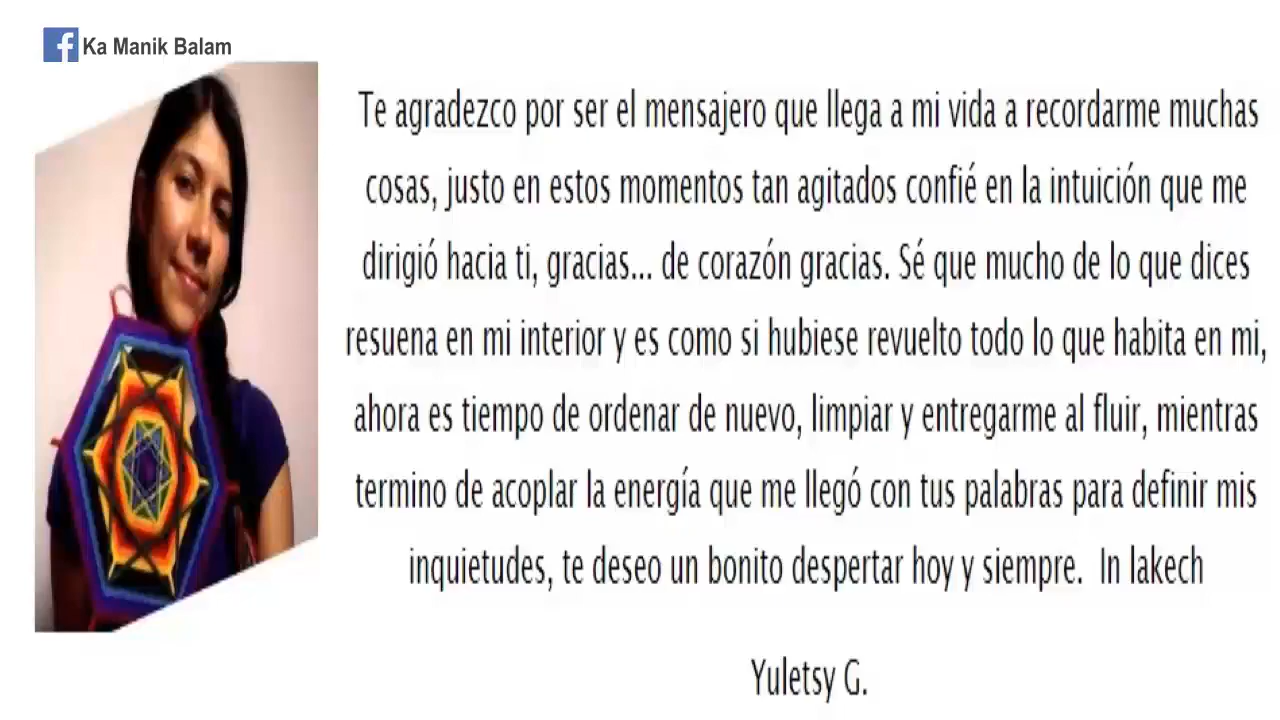 Ka Manik Balam
Te agradezco por ser el mensajero que llega a mi vida a recordarme muchas
cosas, justo en estos momentos tan agitados confié en la intuición que me
dirigió hacia ti, gracias... de corazón gracias. Sé que mucho de lo que dices
resuena en mi interior y es como si hubiese revuelto todo lo que habita en mi,
ahora es tiempo de ordenar de nuevo, limpiar y entregarme al fluir, mientras
termino de acoplar la energía que me llegó con tus palabras para definir mis
inquietudes, te deseo un bonito despertar hoy y siempre. In lakech
Yuletsy G.